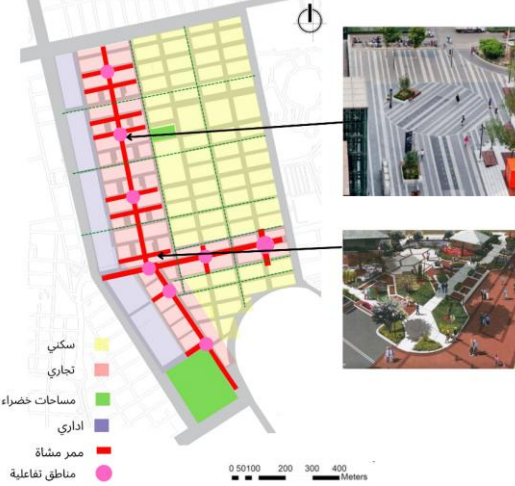 سكني
تجاري
مساحات خضراء
اداري
ممر مشاة
مناطق تفاعلية
0 50100 200 300 400
Meters